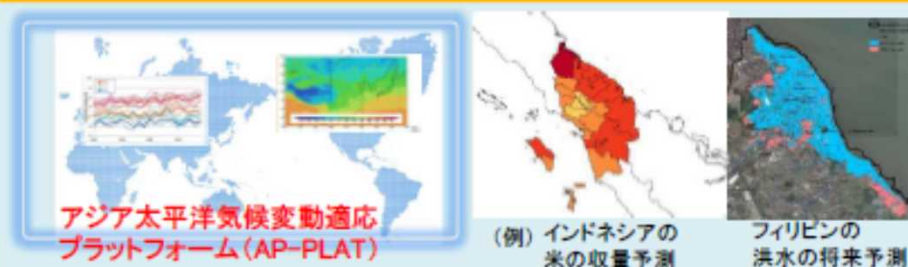 アジア太平洋気候変動適応
プラットフォーム(AP-PLAT)
(例) インドネシアの
米の収量予測
フィリピンの
洪水の将来予測